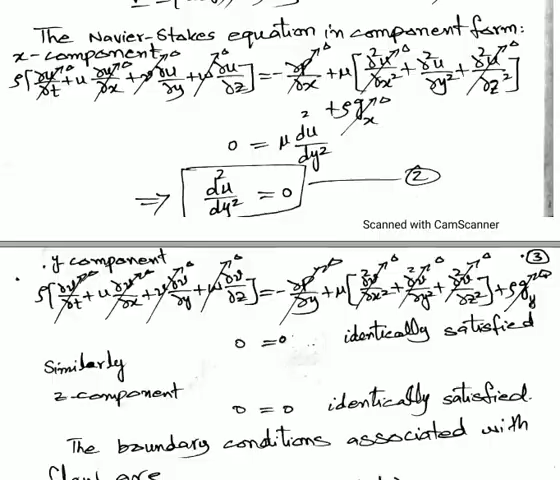 The Navier-Stokes equation in component form:
x-component
ρ[∂u/∂t + u ∂u/∂x + v ∂u/∂y + w ∂u/∂z] = -∂p/∂x + μ[∂²u/∂x² + ∂²u/∂y² + ∂²u/∂z²]
+ρg_x
0 = μ d²u/dy²
⇒ d²u/dy² = 0 —— ②
Scanned with CamScanner
③
y component
ρ[∂v/∂t + u ∂v/∂x + v ∂v/∂y + w ∂v/∂z] = -∂p/∂y + μ[∂²v/∂x² + ∂²v/∂y² + ∂²v/∂z²] + ρg_y
0 = 0 identically satisfied
Similarly
z-component
0 = 0 identically satisfied.
The boundary conditions associated with